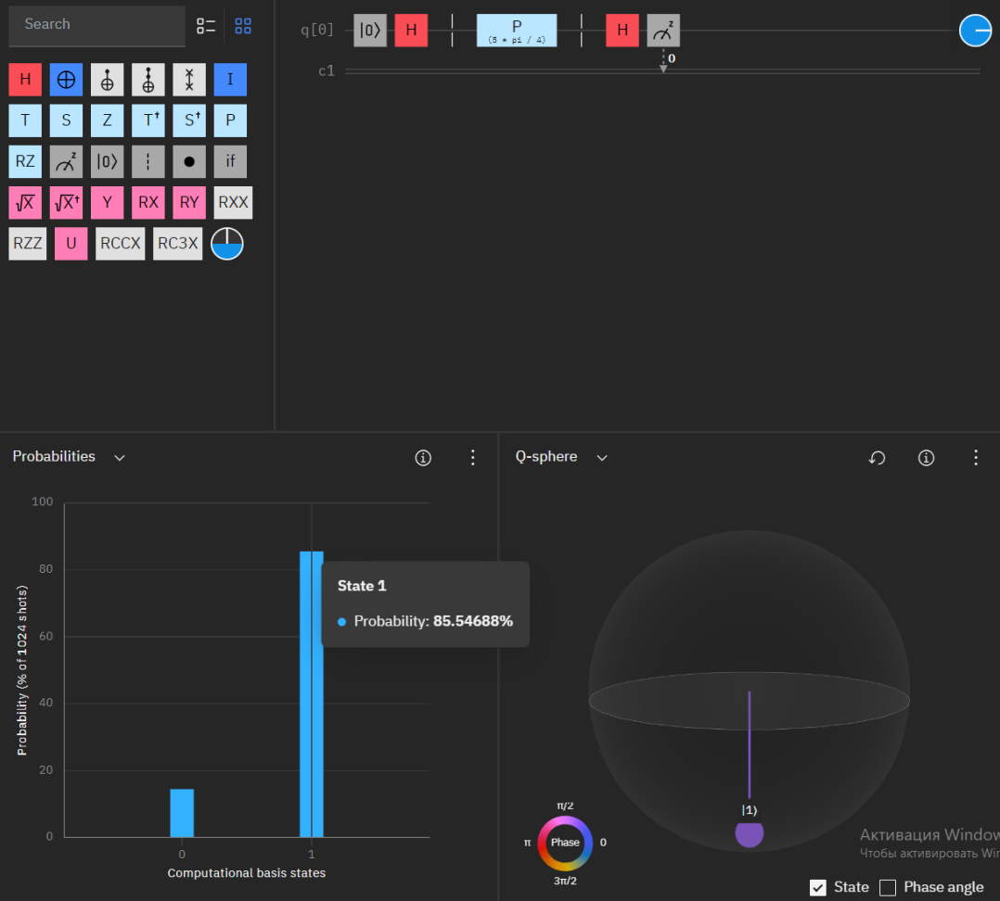 Search
q[0] |0⟩ H P (5 * pi / 4) H z
0
c1
H I
T S Z T† S† P
RZ z |0⟩ if
√X √X† Y RX RY RXX
RZZ U RCCX RC3X
Probabilities
Probability (% of 1024 shots)
100
80
60
40
20
0
0 1
Computational basis states
State 1
Probability: 85.54688%
Q-sphere
|1⟩
π/2
π Phase 0
3π/2
Активация Window
Чтобы активировать Win
State Phase angle